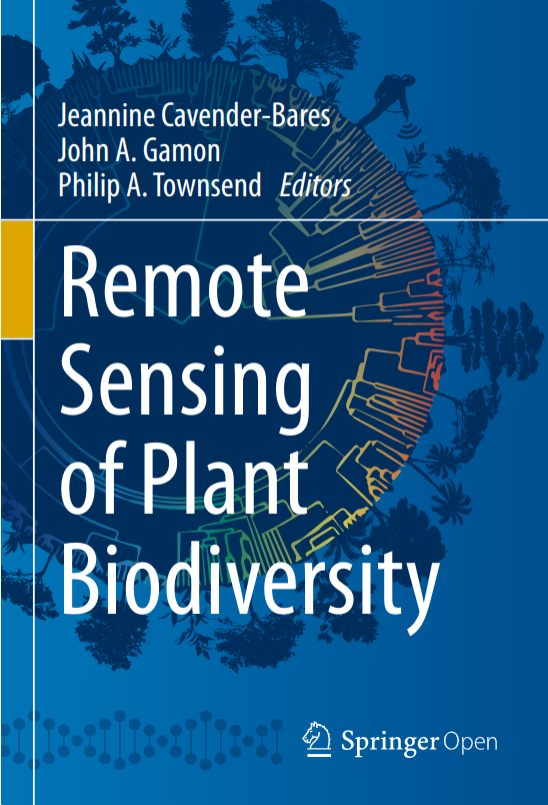 Jeannine Cavender-Bares
John A. Gamon
Philip A. Townsend Editors
Remote
Sensing
of Plant
Biodiversity
Springer Open